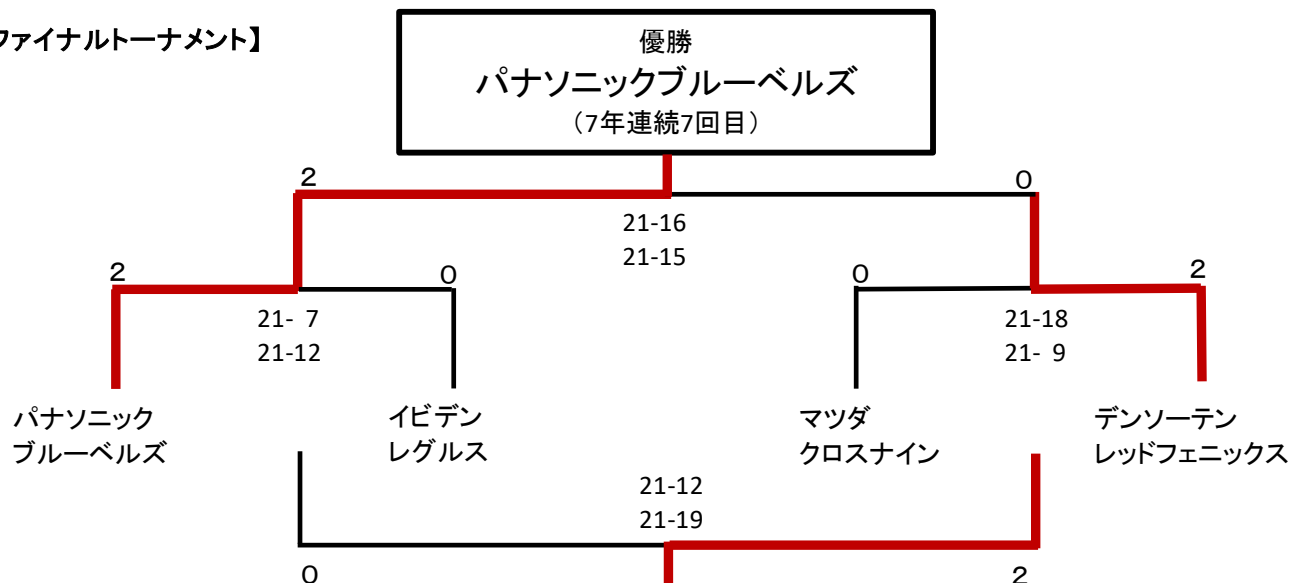 ファイナルトーナメント】
優勝
パナソニックブルーベルズ
（7年連続7回目）
2
0
21-16
21-15
2
0
0
2
21- 7
21-12
21-18
21- 9
パナソニック
ブルーベルズ
イビデン
レグルス
マツダ
クロスナイン
デンソーテン
レッドフェニックス
21-12
21-19
0
2